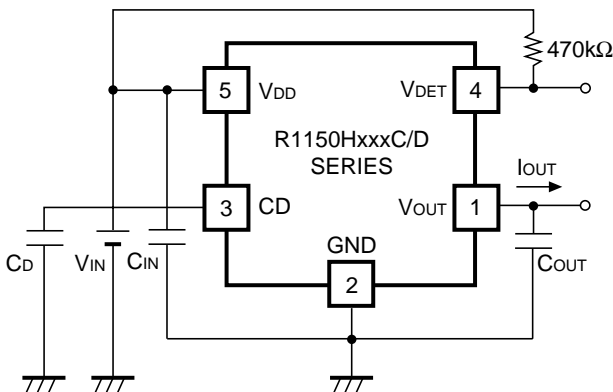 470kΩ
5
VDD
VDET
4
R1150HxxxC/D
SERIES
IOUT
3
CD
VOUT
1
GND
CD
VIN
CIN
2
COUT